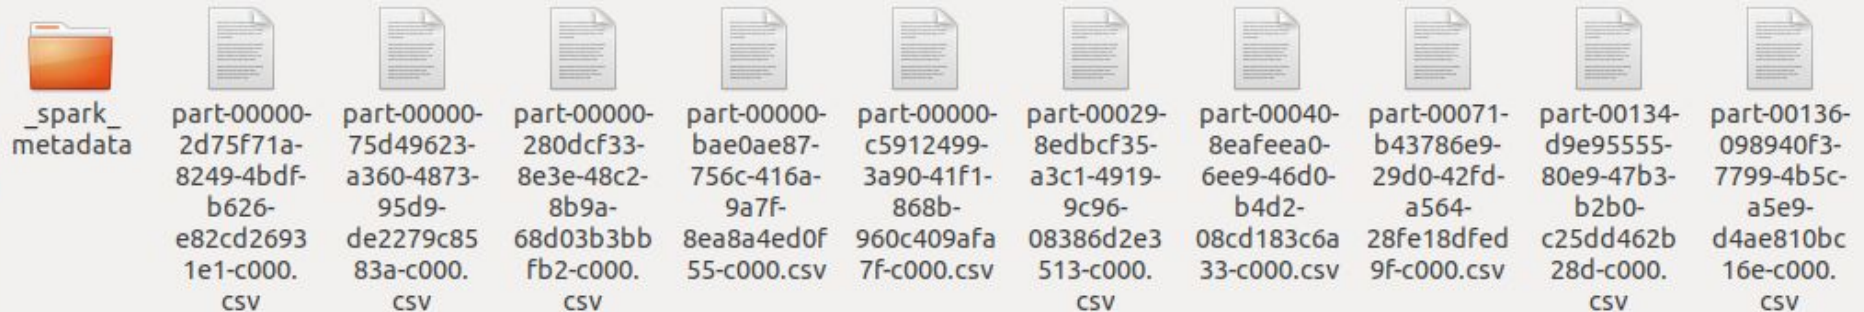 _spark_
metadata
part-00000-
2d75f71a-
8249-4bdf-
b626-
e82cd2693
1e1-c000.
csv
part-00000-
75d49623-
a360-4873-
95d9-
de2279c85
83a-c000.
csv
part-00000-
280dcf33-
8e3e-48c2-
8b9a-
68d03b3bb
fb2-c000.
csv
part-00000-
bae0ae87-
756c-416a-
9a7f-
8ea8a4ed0f
55-c000.csv
part-00000-
c5912499-
3a90-41f1-
868b-
960c409afa
7f-c000.csv
part-00029-
8edbcf35-
a3c1-4919-
9c96-
08386d2e3
513-c000.
csv
part-00040-
8eafeea0-
6ee9-46d0-
b4d2-
08cd183c6a
33-c000.csv
part-00071-
b43786e9-
29d0-42fd-
a564-
28fe18dfed
9f-c000.csv
part-00134-
d9e95555-
80e9-47b3-
b2b0-
c25dd462b
28d-c000.
csv
part-00136-
098940f3-
7799-4b5c-
a5e9-
d4ae810bc
16e-c000.
csv